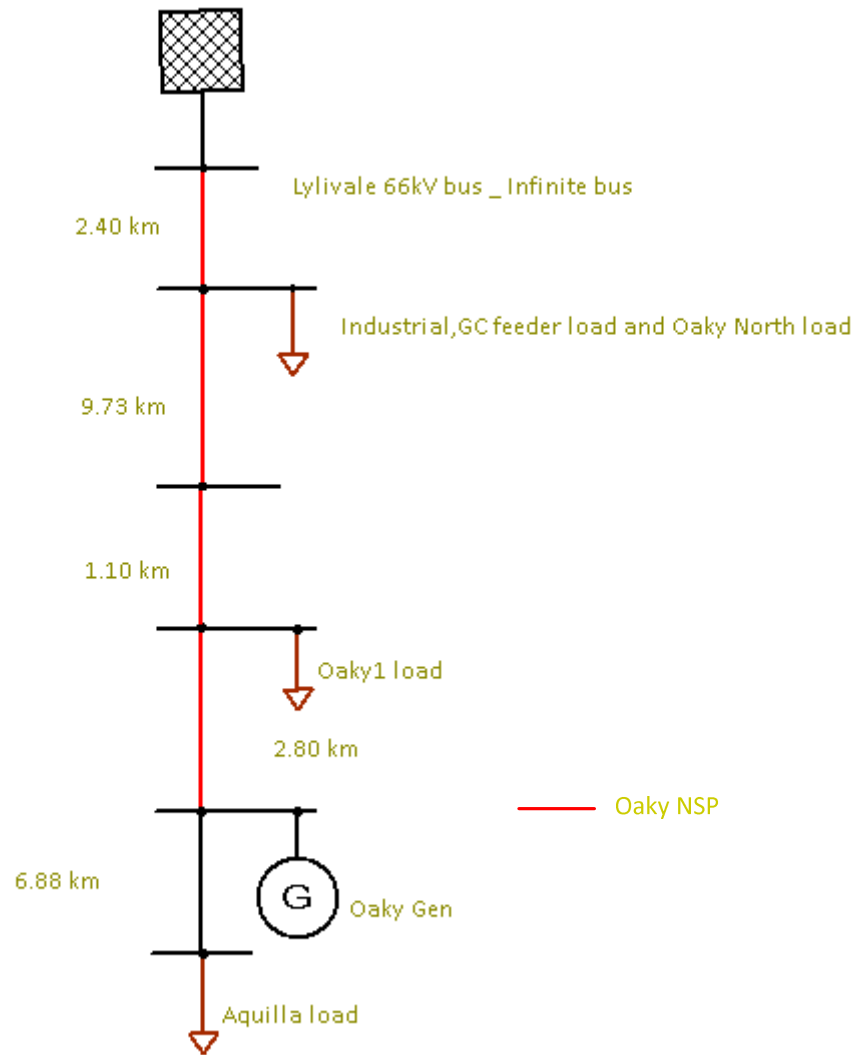 Lylivale 66kV bus _ Infinite bus
2.40 km
Industrial,GC feeder load and Oaky North load
9.73 km
1.10 km
Oaky1 load
2.80 km
Oaky NSP
6.88 km
G
Oaky Gen
Aquilla load